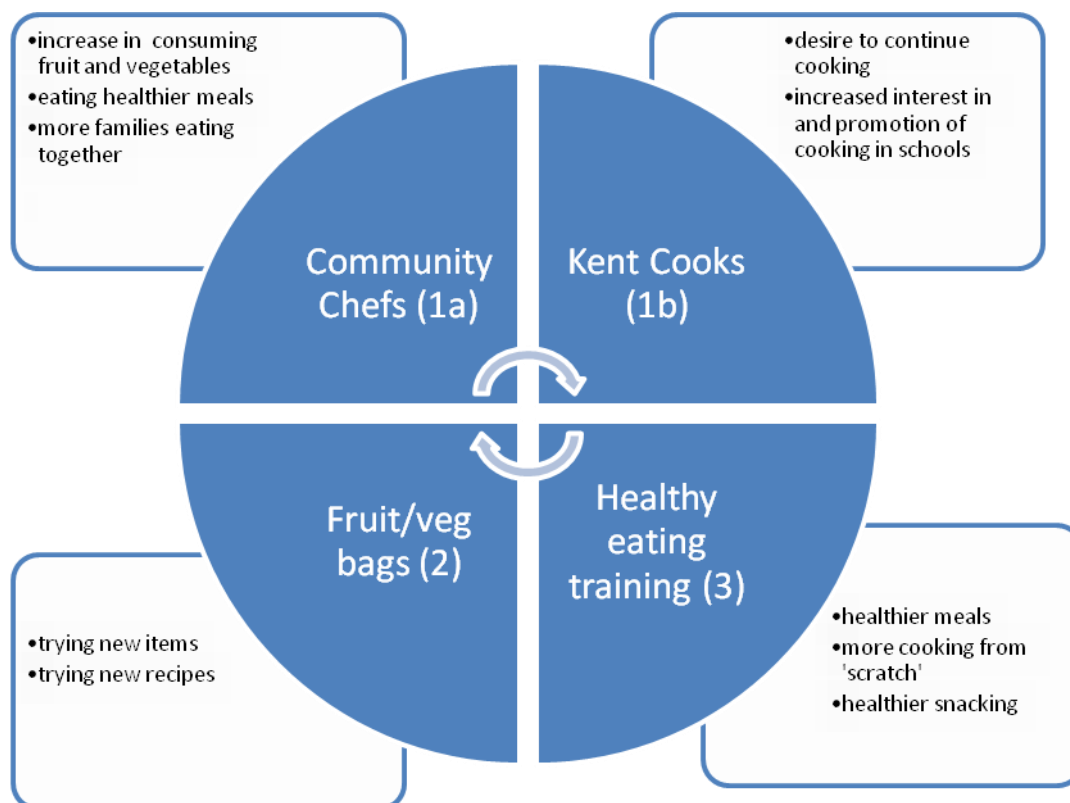 •increase in consuming
fruit and vegetables
•eating healthier meals
•more families eating
together
•desire to continue
cooking
•increased interest in
and promotion of
cooking in schools
Community
Chefs (1a)
Kent Cooks
(1b)
Fruit/veg
bags (2)
Healthy
eating
training (3)
•trying new items
•trying new recipes
•healthier meals
•more cooking from
'scratch'
•healthier snacking